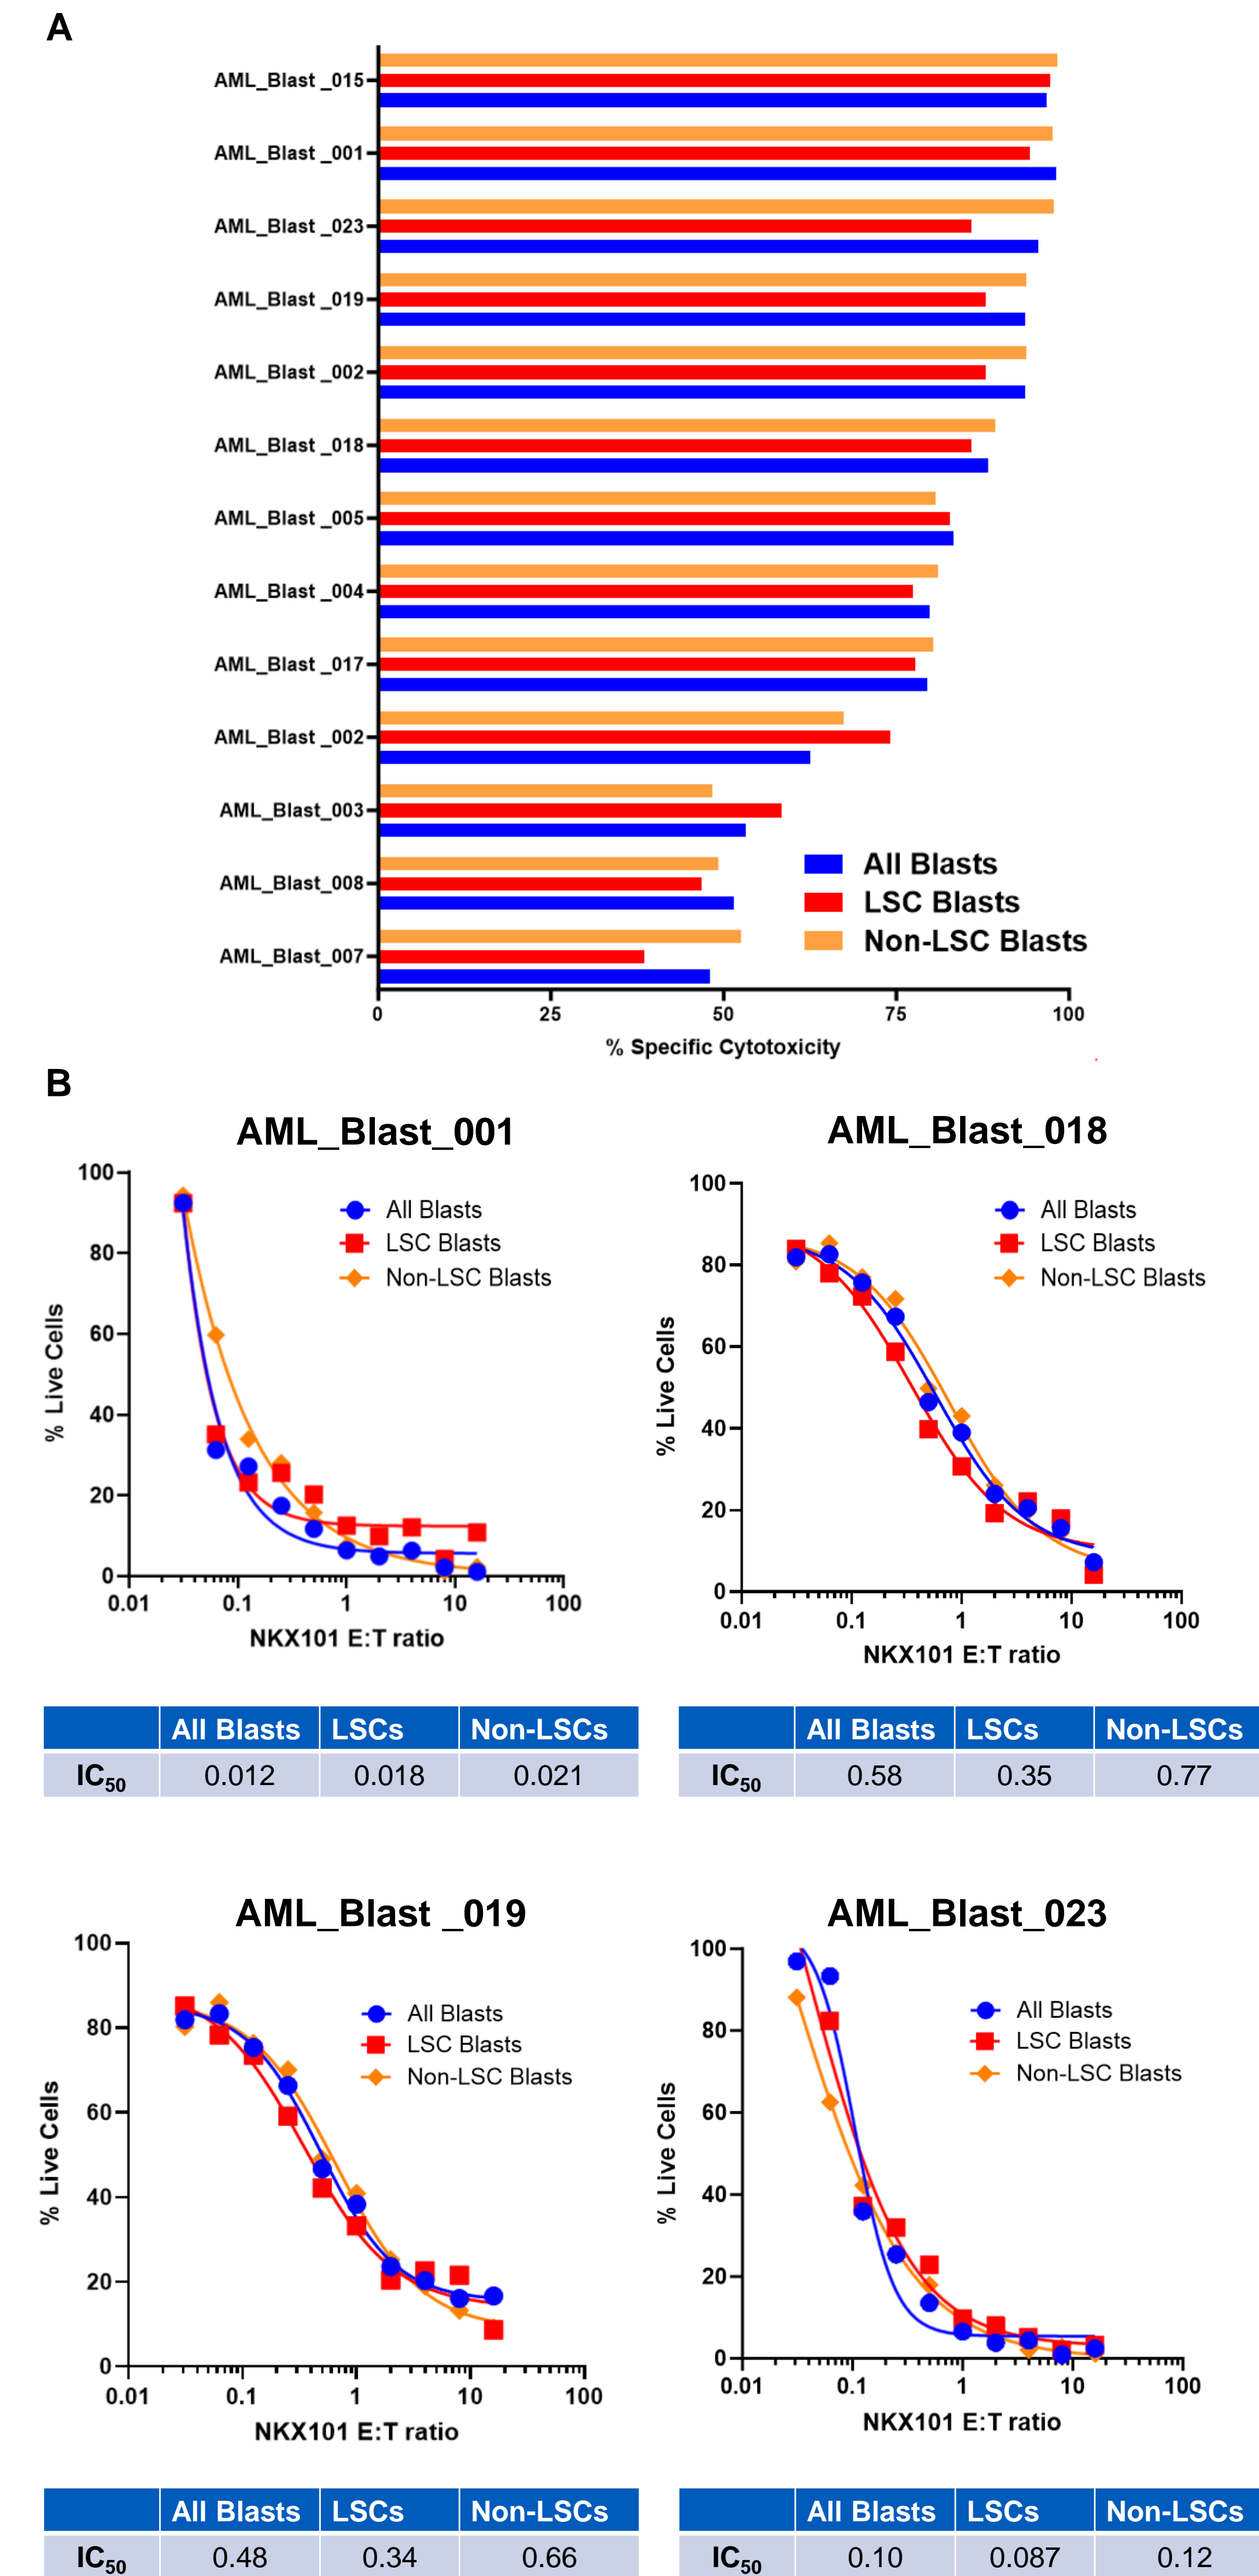 A
AML_Blast _015
AML_Blast _001
AML_Blast _023
AML_Blast _019
AML_Blast _002
AML_Blast _018
AML_Blast _005
AML_Blast _004
AML_Blast _017
AML_Blast _002
AML_Blast_003
AML_Blast_008
AML_Blast_007
All Blasts
LSC Blasts
Non-LSC Blasts
0 25 50 75 100
% Specific Cytotoxicity
B
AML_Blast_001
100
80
60
40
20
0
% Live Cells
All Blasts
LSC Blasts
Non-LSC Blasts
0.01 0.1 1 10 100
NKX101 E:T ratio
All Blasts LSCs Non-LSCs
IC50 0.012 0.018 0.021
AML_Blast_018
100
80
60
40
20
0
% Live Cells
All Blasts
LSC Blasts
Non-LSC Blasts
0.01 0.1 1 10 100
NKX101 E:T ratio
All Blasts LSCs Non-LSCs
IC50 0.58 0.35 0.77
AML_Blast _019
100
80
60
40
20
0
% Live Cells
All Blasts
LSC Blasts
Non-LSC Blasts
0.01 0.1 1 10 100
NKX101 E:T ratio
All Blasts LSCs Non-LSCs
IC50 0.48 0.34 0.66
AML_Blast_023
100
80
60
40
20
0
% Live Cells
All Blasts
LSC Blasts
Non-LSC Blasts
0.01 0.1 1 10 100
NKX101 E:T ratio
All Blasts LSCs Non-LSCs
IC50 0.10 0.087 0.12